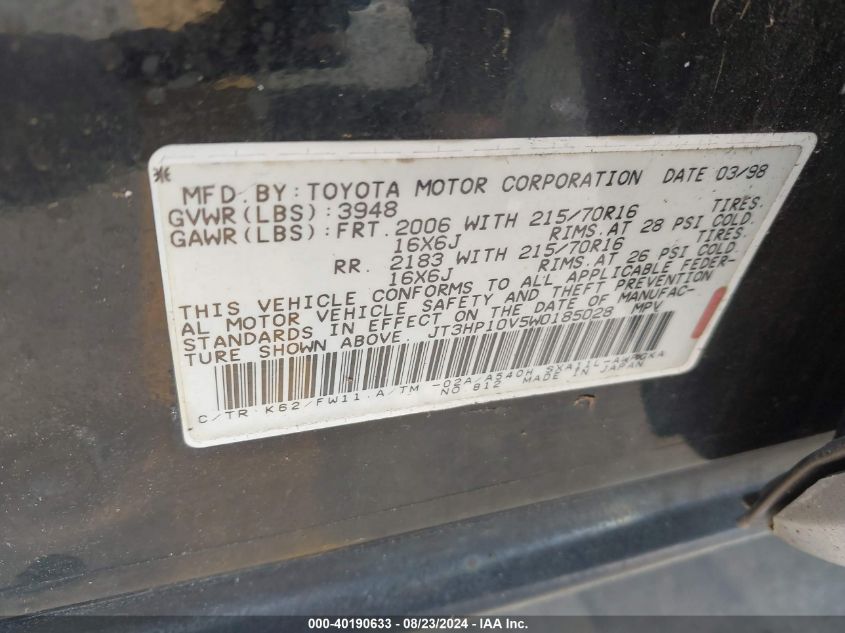 MFD.BY:TOYOTA MOTOR CORPORATION DATE 03/98
GVWR(LBS):3948
GAWR(LBS):FRT. 2006 WITH 215/70R16 TIRES.
16X6J RIMS.AT 28 PSI COLD.
RR. 2183 WITH 215/70R16 TIRES.
16X6J RIMS.AT 26 PSI COLD.
THIS VEHICLE CONFORMS TO ALL APPLICABLE FEDER-
AL MOTOR VEHICLE SAFETY AND THEFT PREVENTION
STANDARDS IN EFFECT ON THE DATE OF MANUFAC-
TURE SHOWN ABOVE. JT3HP10V5W0185028 MPV
C/TR K62/FW11 A/TM -02A/A540H SXA11L-AWPGKA
NO 812 MADE IN JAPAN
000-40190633 - 08/23/2024 - IAA Inc.